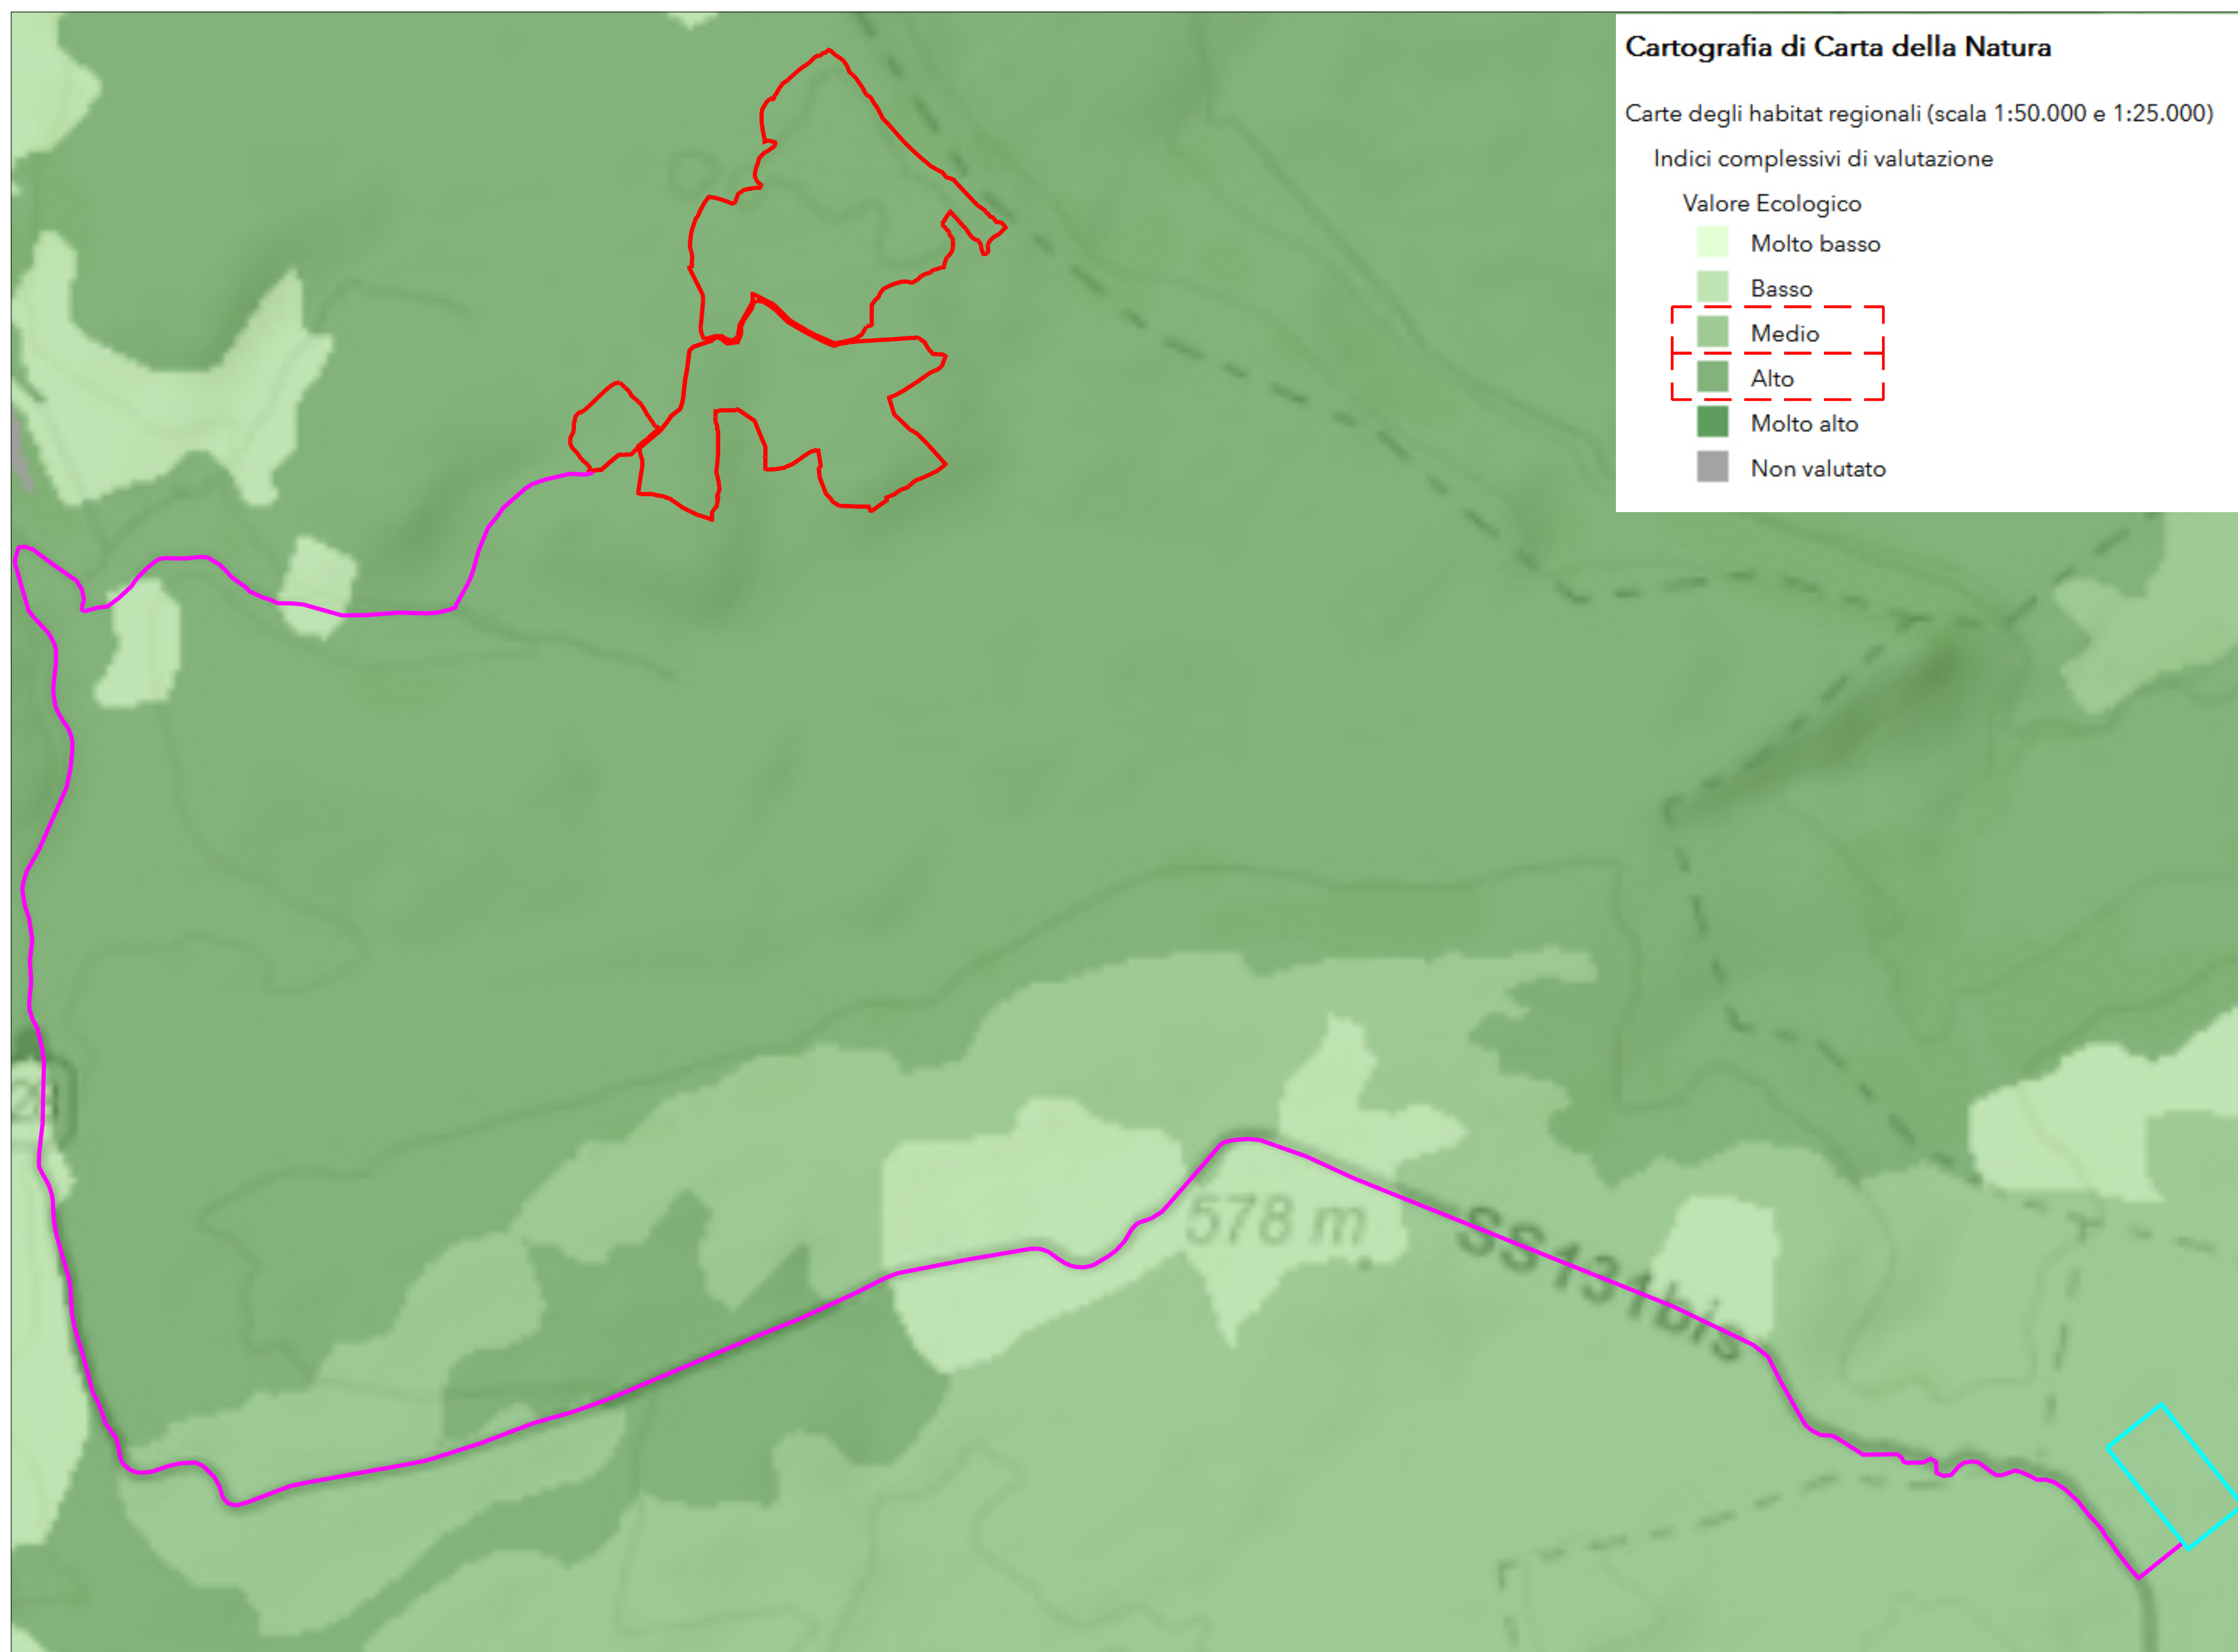 Cartografia di Carta della Natura
Carte degli habitat regionali (scala 1:50.000 e 1:25.000)
Indici complessivi di valutazione
Valore Ecologico
Molto basso
Basso
Medio
Alto
Molto alto
Non valutato
578 m
SS131bis